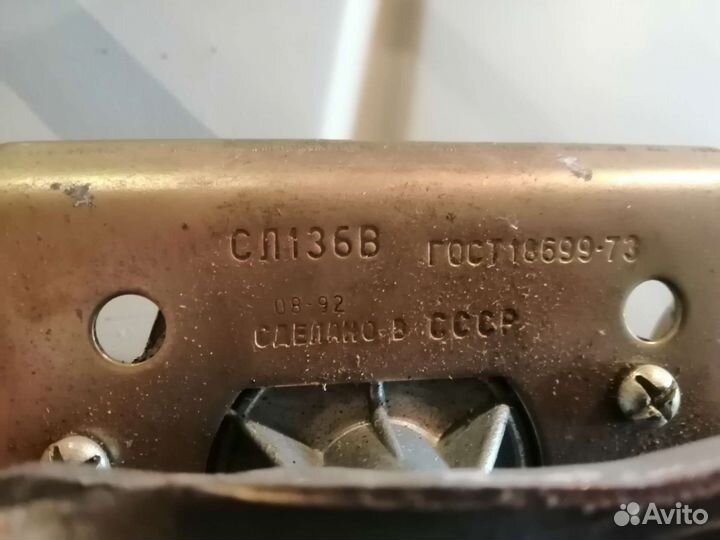 СЛ136В ГОСТ18699-73
08-92
СДЕЛАНО В СССР
Avito